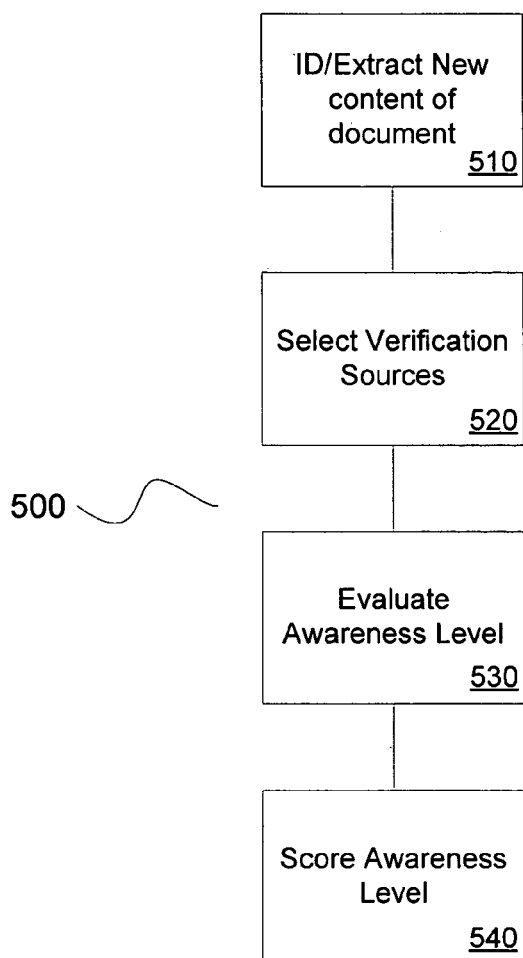 ID/Extract New
content of
document
510
Select Verification
Sources
520
500
Evaluate
Awareness Level
530
Score Awareness
Level
540